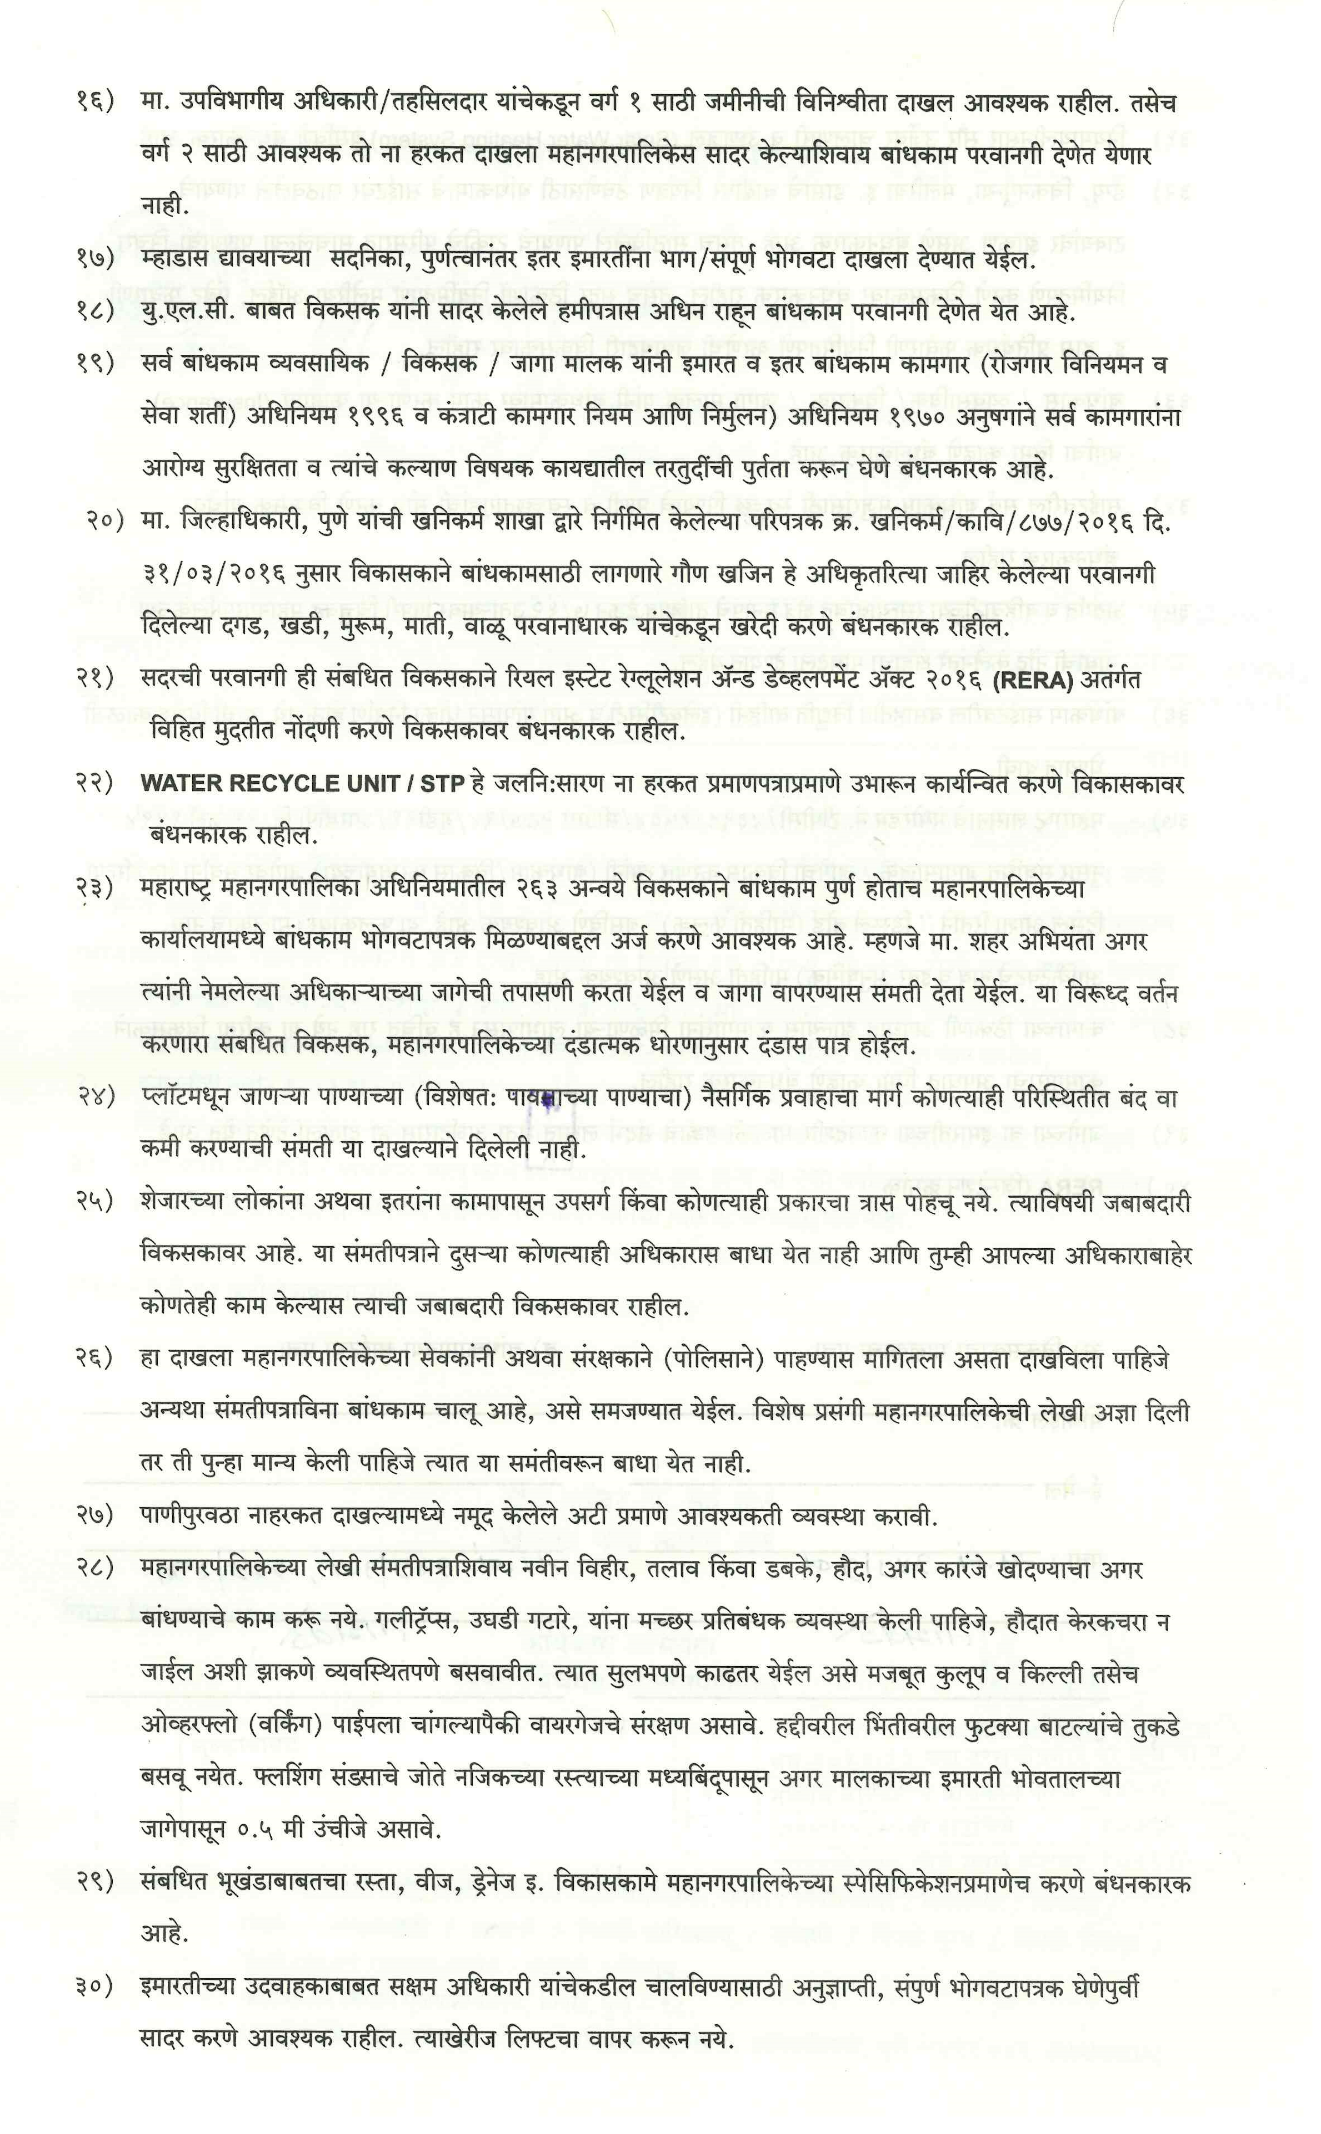 १६) मा. उपविभागीय अधिकारी/तहसिलदार यांचेकडून वर्ग १ साठी जमीनीची विनिश्वीता दाखल आवश्यक राहील. तसेच
वर्ग २ साठी आवश्यक तो ना हरकत दाखला महानगरपालिकेस सादर केल्याशिवाय बांधकाम परवानगी देणेत येणार
नाही.
१७) म्हाडास द्यावयाच्या सदनिका, पुर्णत्वानंतर इतर इमारतींना भाग/संपूर्ण भोगवटा दाखला देण्यात येईल.
१८) यु.एल.सी. बाबत विकसक यांनी सादर केलेले हमीपत्रास अधिन राहून बांधकाम परवानगी देणेत येत आहे.
१९) सर्व बांधकाम व्यवसायिक / विकसक / जागा मालक यांनी इमारत व इतर बांधकाम कामगार (रोजगार विनियमन व
सेवा शर्ती) अधिनियम १९९६ व कंत्राटी कामगार नियम आणि निर्मुलन) अधिनियम १९७० अनुषगांने सर्व कामगारांना
आरोग्य सुरक्षितता व त्यांचे कल्याण विषयक कायद्यातील तरतुदींची पुर्तता करून घेणे बंधनकारक आहे.
२०) मा. जिल्हाधिकारी, पुणे यांची खनिकर्म शाखा द्वारे निर्गमित केलेल्या परिपत्रक क्र. खनिकर्म/कावि/८७७/२०१६ दि.
३१/०३/२०१६ नुसार विकासकाने बांधकामसाठी लागणारे गौण खजिन हे अधिकृतरित्या जाहिर केलेल्या परवानगी
दिलेल्या दगड, खडी, मुरूम, माती, वाळू परवानाधारक यांचेकडून खरेदी करणे बंधनकारक राहील.
२१) सदरची परवानगी ही संबधित विकसकाने रियल इस्टेट रेग्लूलेशन ॲन्ड डेव्हलपमेंट ॲक्ट २०१६ (RERA) अतंर्गत
विहित मुदतीत नोंदणी करणे विकसकावर बंधनकारक राहील.
२२) WATER RECYCLE UNIT / STP हे जलनि:सारण ना हरकत प्रमाणपत्राप्रमाणे उभारून कार्यन्वित करणे विकासकावर
बंधनकारक राहील.
२३) महाराष्ट्र महानगरपालिका अधिनियमातील २६३ अन्वये विकसकाने बांधकाम पुर्ण होताच महानरपालिकेच्या
कार्यालयामध्ये बांधकाम भोगवटापत्रक मिळण्याबद्दल अर्ज करणे आवश्यक आहे. म्हणजे मा. शहर अभियंता अगर
त्यांनी नेमलेल्या अधिकाऱ्याच्या जागेची तपासणी करता येईल व जागा वापरण्यास संमती देता येईल. या विरूध्द वर्तन
करणारा संबधित विकसक, महानगरपालिकेच्या दंडात्मक धोरणानुसार दंडास पात्र होईल.
२४) प्लॉटमधून जाणऱ्या पाण्याच्या (विशेषत: पावसाच्या पाण्याचा) नैसर्गिक प्रवाहाचा मार्ग कोणत्याही परिस्थितीत बंद वा
कमी करण्याची संमती या दाखल्याने दिलेली नाही.
२५) शेजारच्या लोकांना अथवा इतरांना कामापासून उपसर्ग किंवा कोणत्याही प्रकारचा त्रास पोहचू नये. त्याविषयी जबाबदारी
विकसकावर आहे. या संमतीपत्राने दुसऱ्या कोणत्याही अधिकारास बाधा येत नाही आणि तुम्ही आपल्या अधिकाराबाहेर
कोणतेही काम केल्यास त्याची जबाबदारी विकसकावर राहील.
२६) हा दाखला महानगरपालिकेच्या सेवकांनी अथवा संरक्षकाने (पोलिसाने) पाहण्यास मागितला असता दाखविला पाहिजे
अन्यथा संमतीपत्राविना बांधकाम चालू आहे, असे समजण्यात येईल. विशेष प्रसंगी महानगरपालिकेची लेखी अज्ञा दिली
तर ती पुन्हा मान्य केली पाहिजे त्यात या समंतीवरून बाधा येत नाही.
२७) पाणीपुरवठा नाहरकत दाखल्यामध्ये नमूद केलेले अटी प्रमाणे आवश्यकती व्यवस्था करावी.
२८) महानगरपालिकेच्या लेखी संमतीपत्राशिवाय नवीन विहीर, तलाव किंवा डबके, हौद, अगर कारंजे खोदण्याचा अगर
बांधण्याचे काम करू नये. गलीट्रॅप्स, उघडी गटारे, यांना मच्छर प्रतिबंधक व्यवस्था केली पाहिजे, हौदात केरकचरा न
जाईल अशी झाकणे व्यवस्थितपणे बसवावीत. त्यात सुलभपणे काढतर येईल असे मजबूत कुलूप व किल्ली तसेच
ओव्हरफ्लो (वर्किंग) पाईपला चांगल्यापैकी वायरगेजचे संरक्षण असावे. हद्दीवरील भिंतीवरील फुटक्या बाटल्यांचे तुकडे
बसवू नयेत. फ्लशिंग संडसाचे जोते नजिकच्या रस्त्याच्या मध्यबिंदूपासून अगर मालकाच्या इमारती भोवतालच्या
जागेपासून ०.५ मी उंचीजे असावे.
२९) संबधित भूखंडाबाबतचा रस्ता, वीज, ड्रेनेज इ. विकासकामे महानगरपालिकेच्या स्पेसिफिकेशनप्रमाणेच करणे बंधनकारक
आहे.
३०) इमारतीच्या उदवाहकाबाबत सक्षम अधिकारी यांचेकडील चालविण्यासाठी अनुज्ञाप्ती, संपुर्ण भोगवटापत्रक घेणेपुर्वी
सादर करणे आवश्यक राहील. त्याखेरीज लिफ्टचा वापर करून नये.